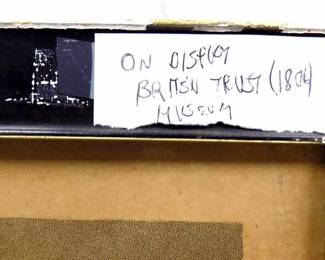 ON DISPLAY
BRITISH TRUST (1804)
MUSEUM